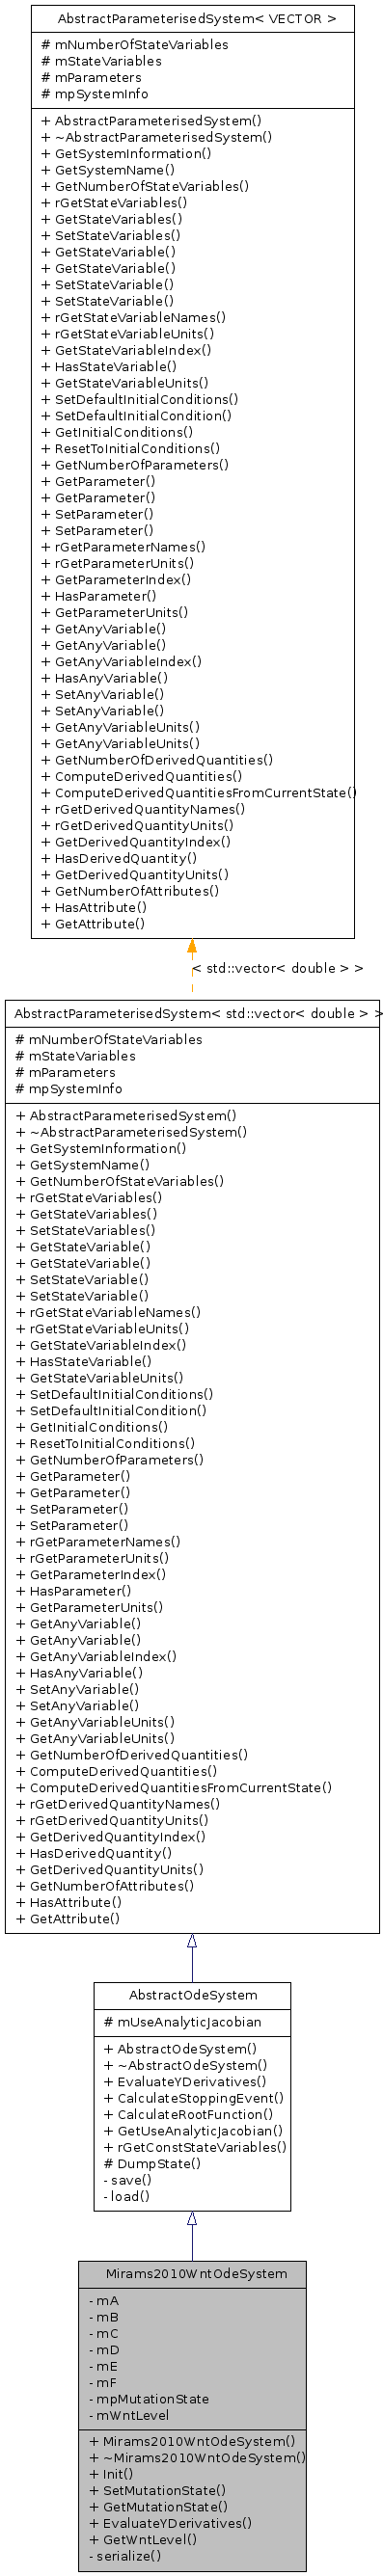 AbstractParameterisedSystem< VECTOR >
# mNumberOfStateVariables
# mStateVariables
# mParameters
# mpSystemInfo
+ AbstractParameterisedSystem()
+ ~AbstractParameterisedSystem()
+ GetSystemInformation()
+ GetSystemName()
+ GetNumberOfStateVariables()
+ rGetStateVariables()
+ GetStateVariables()
+ SetStateVariables()
+ GetStateVariable()
+ GetStateVariable()
+ SetStateVariable()
+ SetStateVariable()
+ rGetStateVariableNames()
+ rGetStateVariableUnits()
+ GetStateVariableIndex()
+ HasStateVariable()
+ GetStateVariableUnits()
+ SetDefaultInitialConditions()
+ SetDefaultInitialCondition()
+ GetInitialConditions()
+ ResetToInitialConditions()
+ GetNumberOfParameters()
+ GetParameter()
+ GetParameter()
+ SetParameter()
+ SetParameter()
+ rGetParameterNames()
+ rGetParameterUnits()
+ GetParameterIndex()
+ HasParameter()
+ GetParameterUnits()
+ GetAnyVariable()
+ GetAnyVariable()
+ GetAnyVariableIndex()
+ HasAnyVariable()
+ SetAnyVariable()
+ SetAnyVariable()
+ GetAnyVariableUnits()
+ GetAnyVariableUnits()
+ GetNumberOfDerivedQuantities()
+ ComputeDerivedQuantities()
+ ComputeDerivedQuantitiesFromCurrentState()
+ rGetDerivedQuantityNames()
+ rGetDerivedQuantityUnits()
+ GetDerivedQuantityIndex()
+ HasDerivedQuantity()
+ GetDerivedQuantityUnits()
+ GetNumberOfAttributes()
+ HasAttribute()
+ GetAttribute()
< std::vector< double > >
AbstractParameterisedSystem< std::vector< double > >
# mNumberOfStateVariables
# mStateVariables
# mParameters
# mpSystemInfo
+ AbstractParameterisedSystem()
+ ~AbstractParameterisedSystem()
+ GetSystemInformation()
+ GetSystemName()
+ GetNumberOfStateVariables()
+ rGetStateVariables()
+ GetStateVariables()
+ SetStateVariables()
+ GetStateVariable()
+ GetStateVariable()
+ SetStateVariable()
+ SetStateVariable()
+ rGetStateVariableNames()
+ rGetStateVariableUnits()
+ GetStateVariableIndex()
+ HasStateVariable()
+ GetStateVariableUnits()
+ SetDefaultInitialConditions()
+ SetDefaultInitialCondition()
+ GetInitialConditions()
+ ResetToInitialConditions()
+ GetNumberOfParameters()
+ GetParameter()
+ GetParameter()
+ SetParameter()
+ SetParameter()
+ rGetParameterNames()
+ rGetParameterUnits()
+ GetParameterIndex()
+ HasParameter()
+ GetParameterUnits()
+ GetAnyVariable()
+ GetAnyVariable()
+ GetAnyVariableIndex()
+ HasAnyVariable()
+ SetAnyVariable()
+ SetAnyVariable()
+ GetAnyVariableUnits()
+ GetAnyVariableUnits()
+ GetNumberOfDerivedQuantities()
+ ComputeDerivedQuantities()
+ ComputeDerivedQuantitiesFromCurrentState()
+ rGetDerivedQuantityNames()
+ rGetDerivedQuantityUnits()
+ GetDerivedQuantityIndex()
+ HasDerivedQuantity()
+ GetDerivedQuantityUnits()
+ GetNumberOfAttributes()
+ HasAttribute()
+ GetAttribute()
AbstractOdeSystem
# mUseAnalyticJacobian
+ AbstractOdeSystem()
+ ~AbstractOdeSystem()
+ EvaluateYDerivatives()
+ CalculateStoppingEvent()
+ CalculateRootFunction()
+ GetUseAnalyticJacobian()
+ rGetConstStateVariables()
# DumpState()
- save()
- load()
Mirams2010WntOdeSystem
- mA
- mB
- mC
- mD
- mE
- mF
- mpMutationState
- mWntLevel
+ Mirams2010WntOdeSystem()
+ ~Mirams2010WntOdeSystem()
+ Init()
+ SetMutationState()
+ GetMutationState()
+ EvaluateYDerivatives()
+ GetWntLevel()
- serialize()